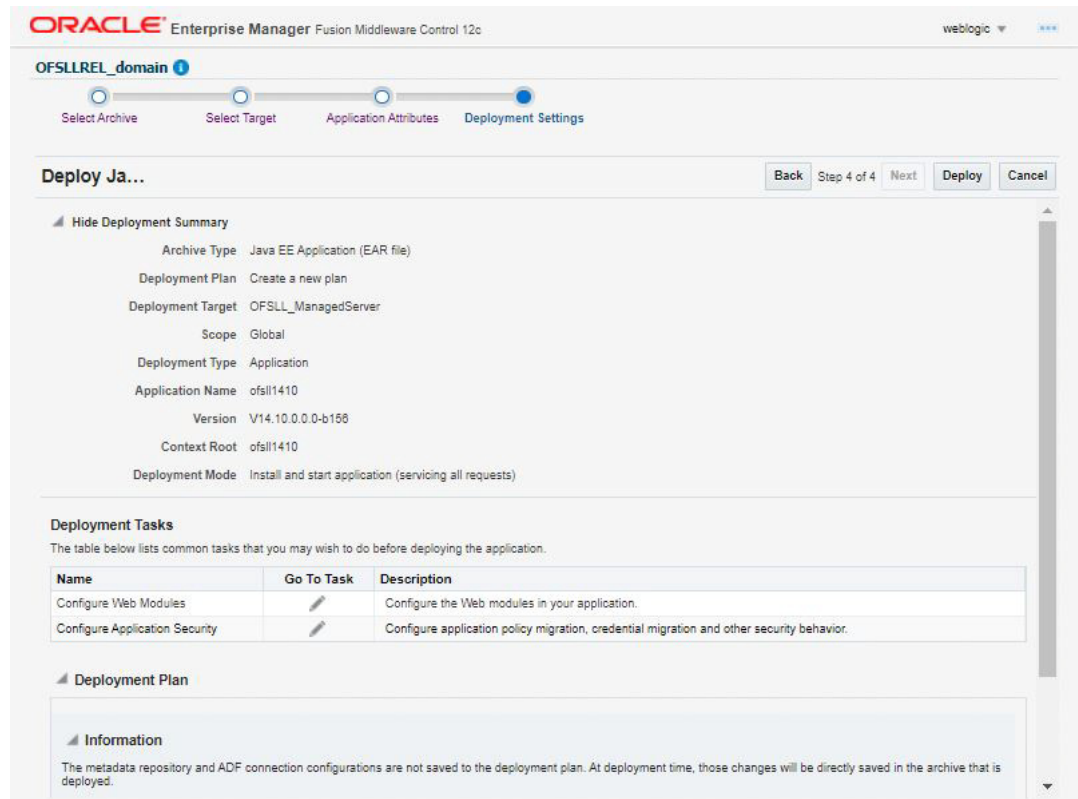 ORACLE Enterprise Manager Fusion Middleware Control 12c
weblogic
OFSLLREL_domain
Select Archive
Select Target
Application Attributes
Deployment Settings
Deploy Ja...
Back Step 4 of 4 Next Deploy Cancel
Hide Deployment Summary
Archive Type Java EE Application (EAR file)
Deployment Plan Create a new plan
Deployment Target OFSLL_ManagedServer
Scope Global
Deployment Type Application
Application Name ofsll1410
Version V14.10.0.0.0-b156
Context Root ofsll1410
Deployment Mode Install and start application (servicing all requests)
Deployment Tasks
The table below lists common tasks that you may wish to do before deploying the application.
Name Go To Task Description
Configure Web Modules Configure the Web modules in your application.
Configure Application Security Configure application policy migration, credential migration and other security behavior.
Deployment Plan
Information
The metadata repository and ADF connection configurations are not saved to the deployment plan. At deployment time, those changes will be directly saved in the archive that is
deployed.